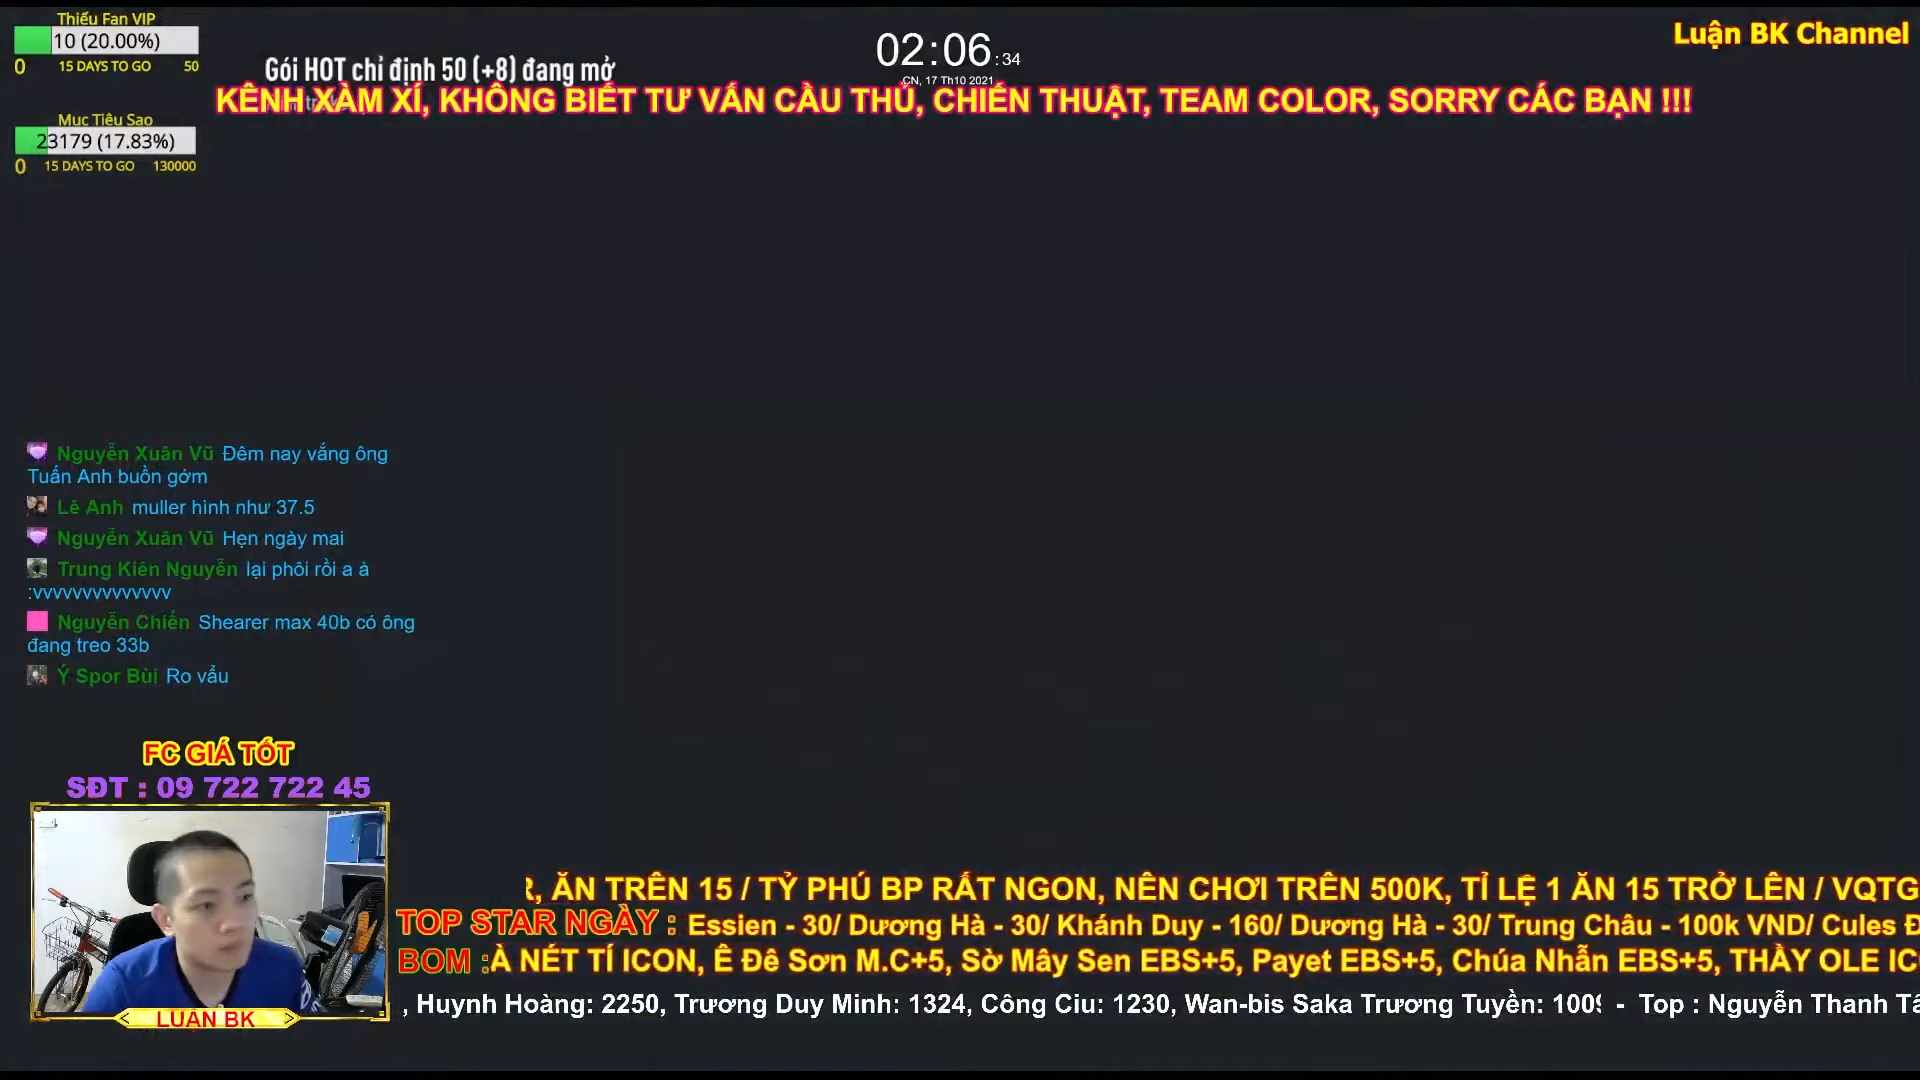 Thiếu Fan VIP
10 (20.00%)
0 15 DAYS TO GO 50
Gói HOT chỉ định 50 (+8) đang mở
02:06:34
CN, 17 Th10 2021
Luận BK Channel
KÊNH XÀM XÍ, KHÔNG BIẾT TƯ VẤN CẦU THỦ, CHIẾN THUẬT, TEAM COLOR, SORRY CÁC BẠN !!!
Mục Tiêu Sao
23179 (17.83%)
0 15 DAYS TO GO 130000
Nguyễn Xuân Vũ Đêm nay vắng ông
Tuấn Anh buồn gớm
Lê Anh muller hình như 37.5
Nguyễn Xuân Vũ Hẹn ngày mai
Trung Kiên Nguyễn lại phôi rồi a à
:vvvvvvvvvvvvvv
Nguyễn Chiến Shearer max 40b có ông
đang treo 33b
Ý Spor Bùi Ro vẩu
FC GIÁ TỐT
SĐT : 09 722 722 45
LUẬN BK
, ĂN TRÊN 15 / TỶ PHÚ BP RẤT NGON, NÊN CHƠI TRÊN 500K, TỈ LỆ 1 ĂN 15 TRỞ LÊN / VQTG
TOP STAR NGÀY : Essien - 30/ Dương Hà - 30/ Khánh Duy - 160/ Dương Hà - 30/ Trung Châu - 100k VND/ Cules Đ
BOM :À NÉT TÍ ICON, Ê Đê Sơn M.C+5, Sờ Mây Sen EBS+5, Payet EBS+5, Chúa Nhẫn EBS+5, THẦY OLE IC
, Huynh Hoàng: 2250, Trương Duy Minh: 1324, Công Ciu: 1230, Wan-bis Saka Trương Tuyền: 1009 - Top : Nguyễn Thanh Tâ